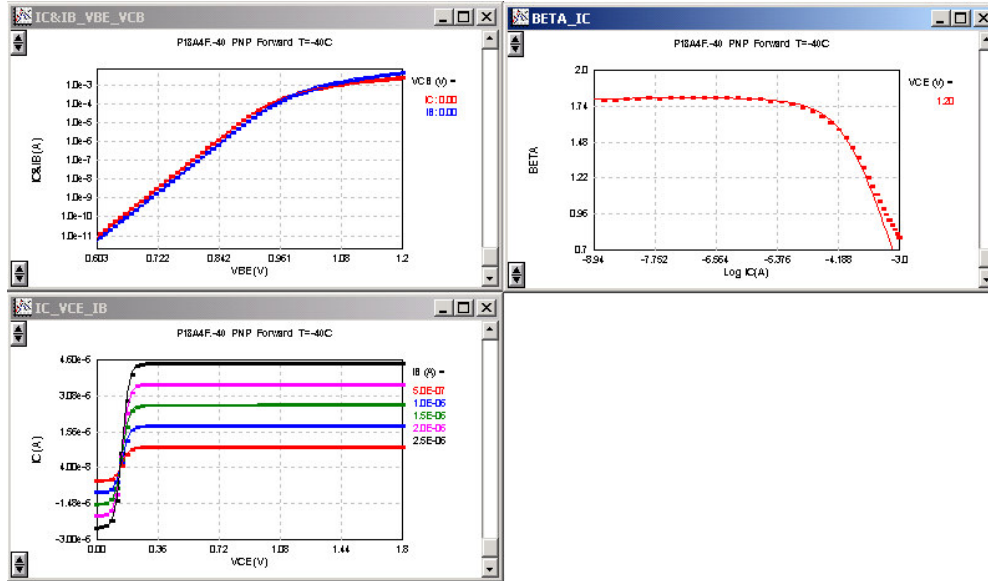 IC&IB_VBE_VCB
P18A4F.-40 PNP Forward T=-40C
VCB (V) =
IC: 0.00
IB: 0.00
1.0e-3
1.0e-4
1.0e-5
1.0e-6
1.0e-7
1.0e-8
1.0e-9
1.0e-10
1.0e-11
IC&IB(A)
0.603
0.722
0.842
0.961
1.08
1.2
VBE(V)
BETA_IC
P18A4F.-40 PNP Forward T=-40C
VCE (V) =
1.20
2.0
1.74
1.48
1.22
0.96
0.7
BETA
-8.94
-7.752
-6.564
-5.376
-4.188
-3.0
Log IC(A)
IC_VCE_IB
P18A4F.-40 PNP Forward T=-40C
IB (A) =
5.0E-07
1.0E-06
1.5E-06
2.0E-06
2.5E-06
4.60e-6
3.08e-6
1.56e-6
4.00e-8
-1.48e-6
-3.00e-6
IC(A)
0.00
0.36
0.72
1.08
1.44
1.8
VCE(V)